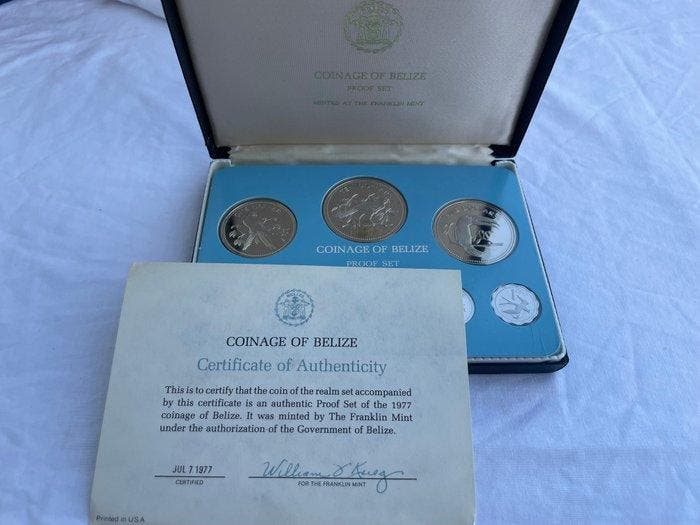 COINAGE OF BELIZE
PROOF SET
MINTED AT THE FRANKLIN MINT
COINAGE OF BELIZE
PROOF SET
COINAGE OF BELIZE
Certificate of Authenticity
This is to certify that the coin of the realm set accompanied
by this certificate is an authentic Proof Set of the 1977
coinage of Belize. It was minted by The Franklin Mint
under the authorization of the Government of Belize.
JUL 7 1977
CERTIFIED
FOR THE FRANKLIN MINT
Printed in U.S.A.